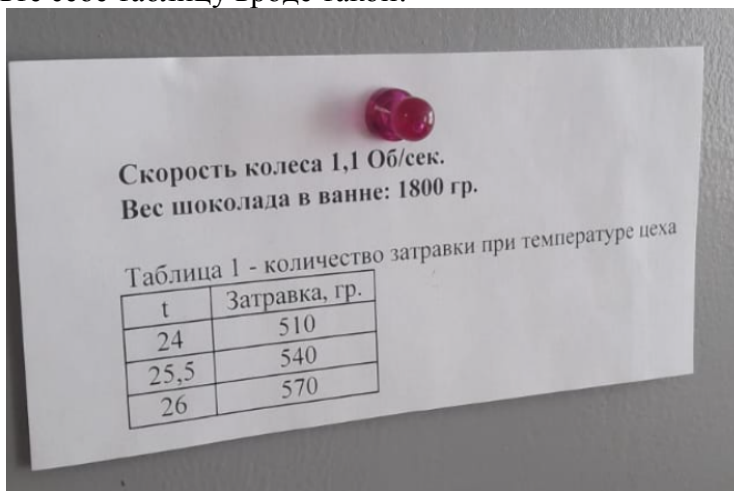 Скорость колеса 1,1 Об/сек.
Вес шоколада в ванне: 1800 гр.
Таблица 1 - количество затравки при температуре цеха
t Затравка, гр.
24 510
25,5 540
26 570